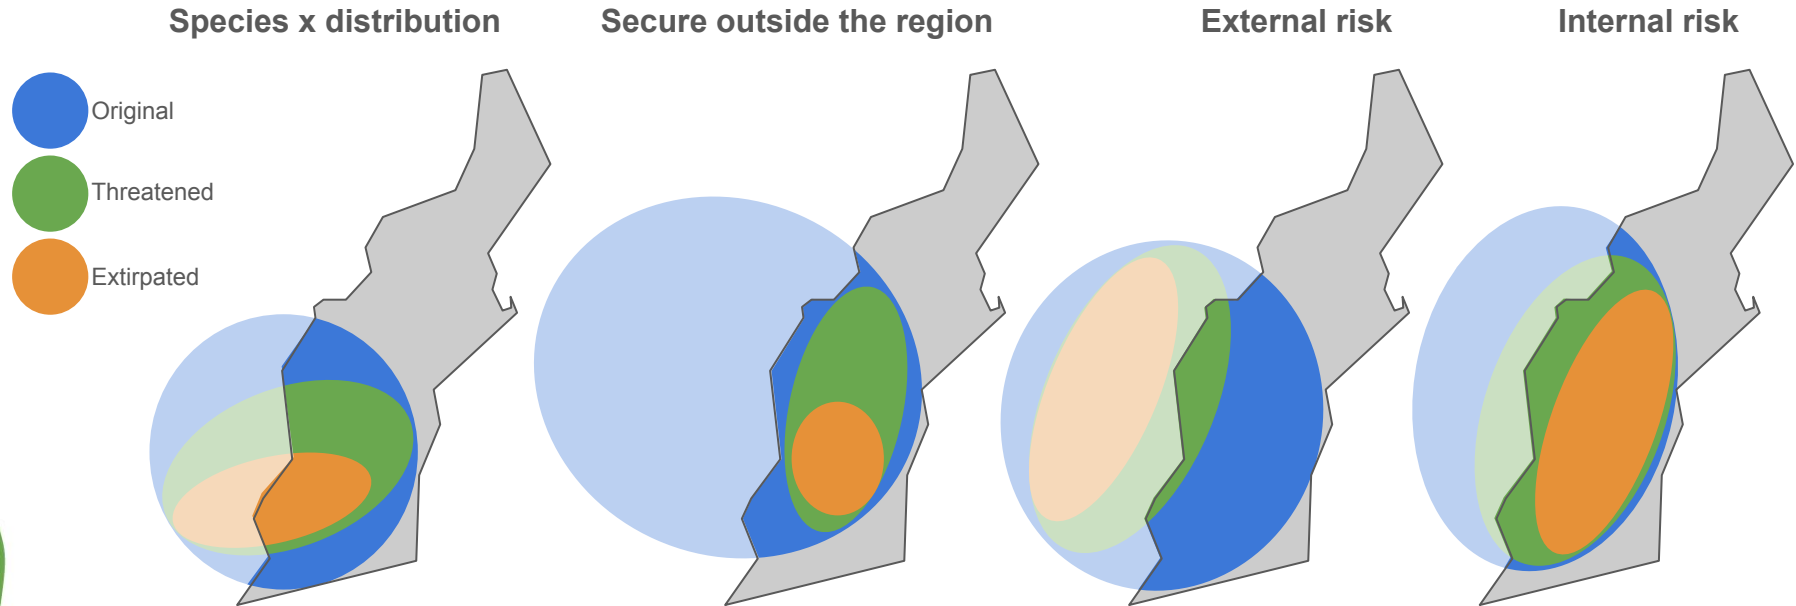 Species x distribution
Secure outside the region
External risk
Internal risk
Original
Threatened
Extirpated